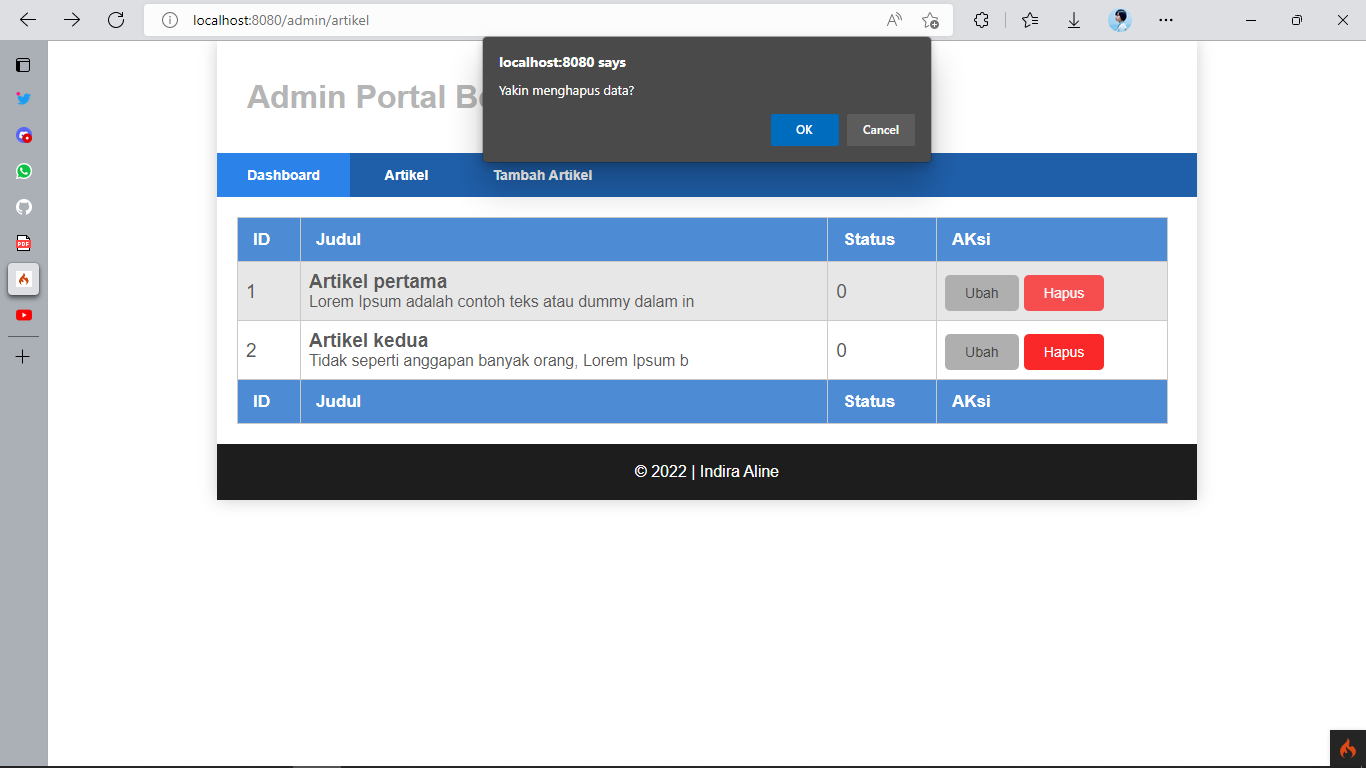 localhost:8080/admin/artikel
localhost:8080 says
Yakin menghapus data?
OK Cancel
Admin Portal
Dashboard Artikel Tambah Artikel
ID Judul Status AKsi
1 Artikel pertama 0 Ubah Hapus
Lorem Ipsum adalah contoh teks atau dummy dalam in
2 Artikel kedua 0 Ubah Hapus
Tidak seperti anggapan banyak orang, Lorem Ipsum b
ID Judul Status AKsi
© 2022 | Indira Aline